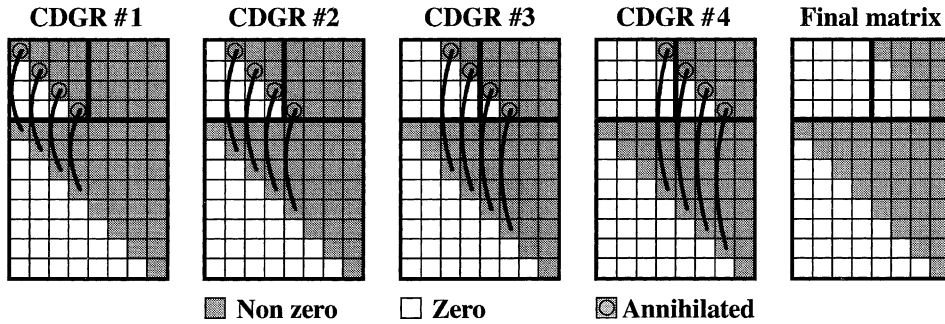 CDGR #1 CDGR #2 CDGR #3 CDGR #4 Final matrix
Non zero Zero Annihilated